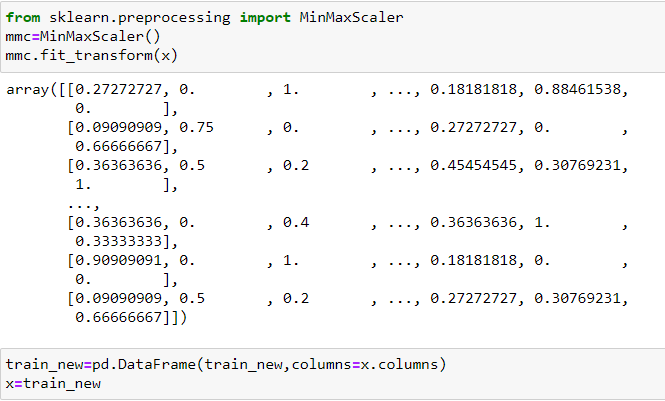 from sklearn.preprocessing import MinMaxScaler
mmc=MinMaxScaler()
mmc.fit_transform(x)
array([[0.27272727, 0.        , 1.        , ..., 0.18181818, 0.88461538,
        0.        ],
       [0.09090909, 0.75      , 0.        , ..., 0.27272727, 0.        ,
        0.66666667],
       [0.36363636, 0.5       , 0.2       , ..., 0.45454545, 0.30769231,
        1.        ],
       ...,
       [0.36363636, 0.        , 0.4       , ..., 0.36363636, 1.        ,
        0.33333333],
       [0.90909091, 0.        , 1.        , ..., 0.18181818, 0.        ,
        0.        ],
       [0.09090909, 0.5       , 0.2       , ..., 0.27272727, 0.30769231,
        0.66666667]])
train_new=pd.DataFrame(train_new,columns=x.columns)
x=train_new